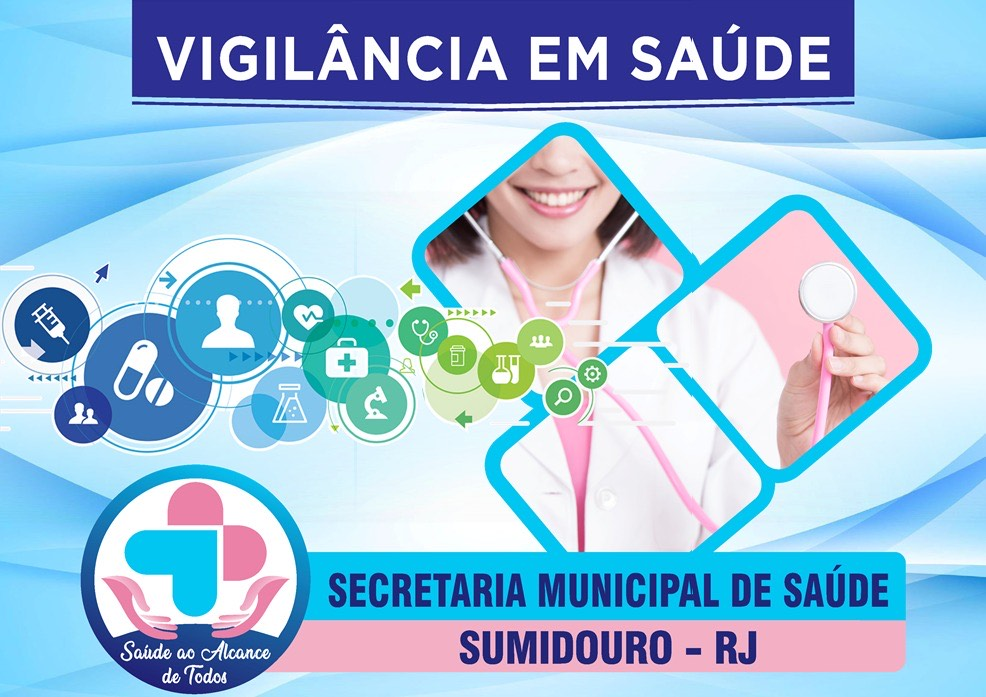 VIGILÂNCIA EM SAÚDE
SECRETARIA MUNICIPAL DE SAÚDE
SUMIDOURO - RJ
Saúde ao Alcance
de Todos